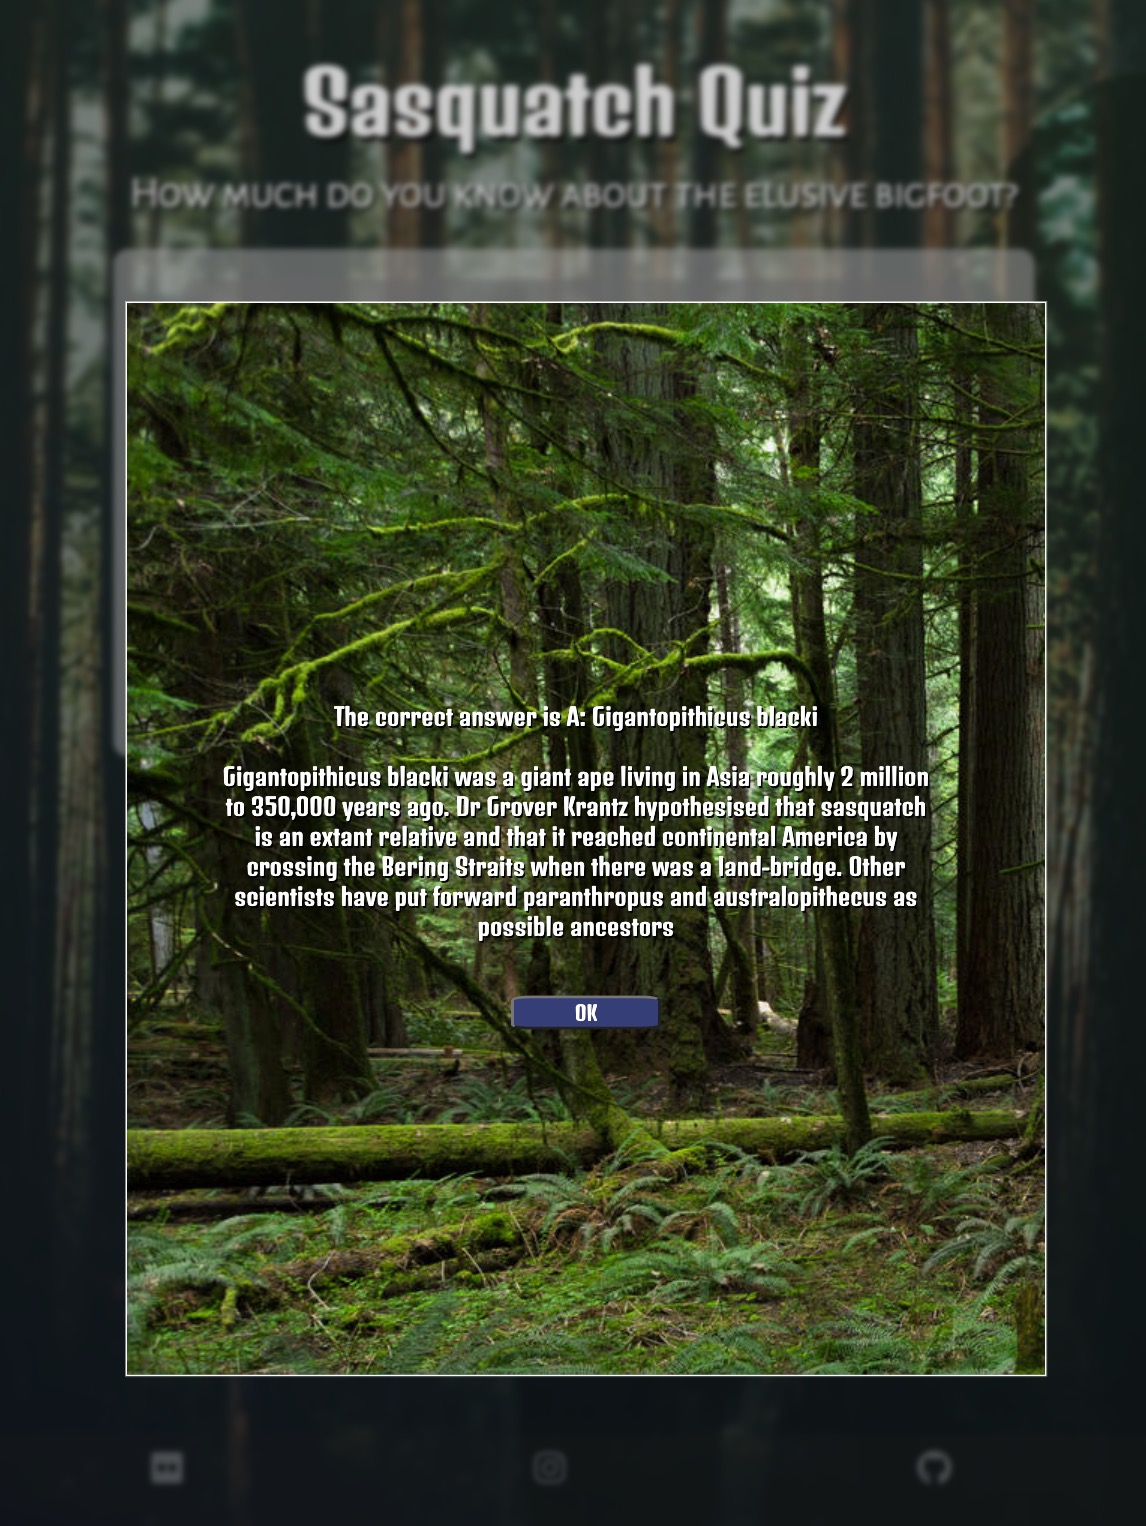 Sasquatch Quiz
How much do you know about the elusive bigfoot?
The correct answer is A: Gigantopithicus blacki
Gigantopithicus blacki was a giant ape living in Asia roughly 2 million
to 350,000 years ago. Dr Grover Krantz hypothesised that sasquatch
is an extant relative and that it reached continental America by
crossing the Bering Straits when there was a land-bridge. Other
scientists have put forward paranthropus and australopithecus as
possible ancestors
OK